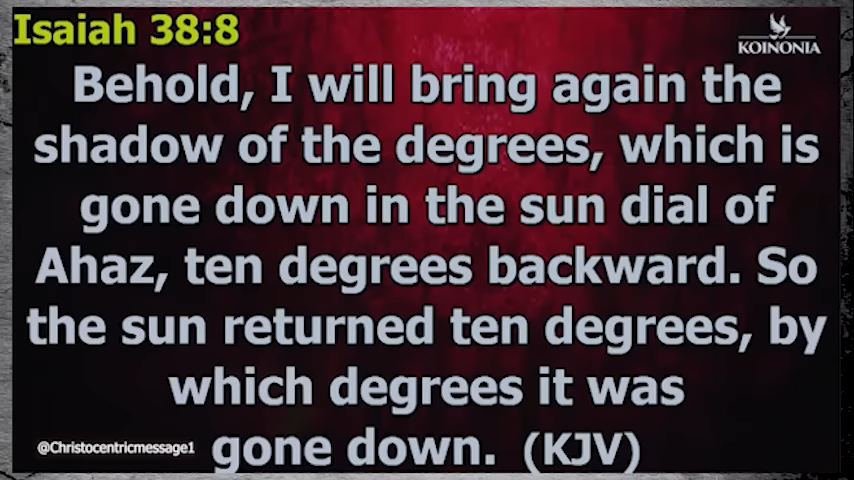 Isaiah 38:8
KOINONIA
Behold, I will bring again the
shadow of the degrees, which is
gone down in the sun dial of
Ahaz, ten degrees backward. So
the sun returned ten degrees, by
which degrees it was
gone down. (KJV)
@Christocentricmessage1